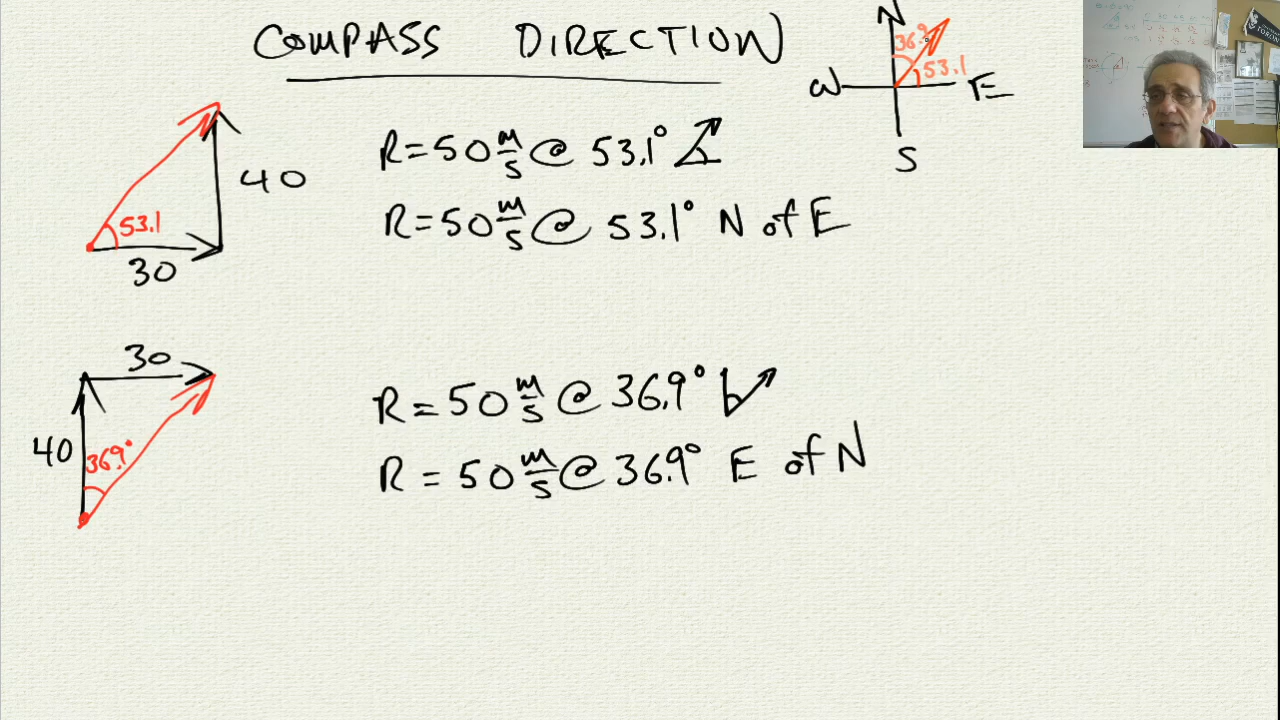 COMPASS DIRECTION
N
36.9
53.1
W
E
S
40
53.1
30
R=50 m/s @ 53.1°
R=50 m/s @ 53.1° N of E
30
40
36.9°
R=50 m/s @ 36.9°
R = 50 m/s @ 36.9° E of N